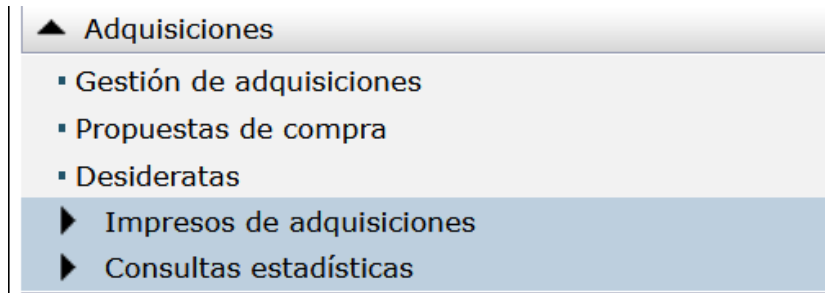 Adquisiciones
Gestión de adquisiciones
Propuestas de compra
Desideratas
Impresos de adquisiciones
Consultas estadísticas